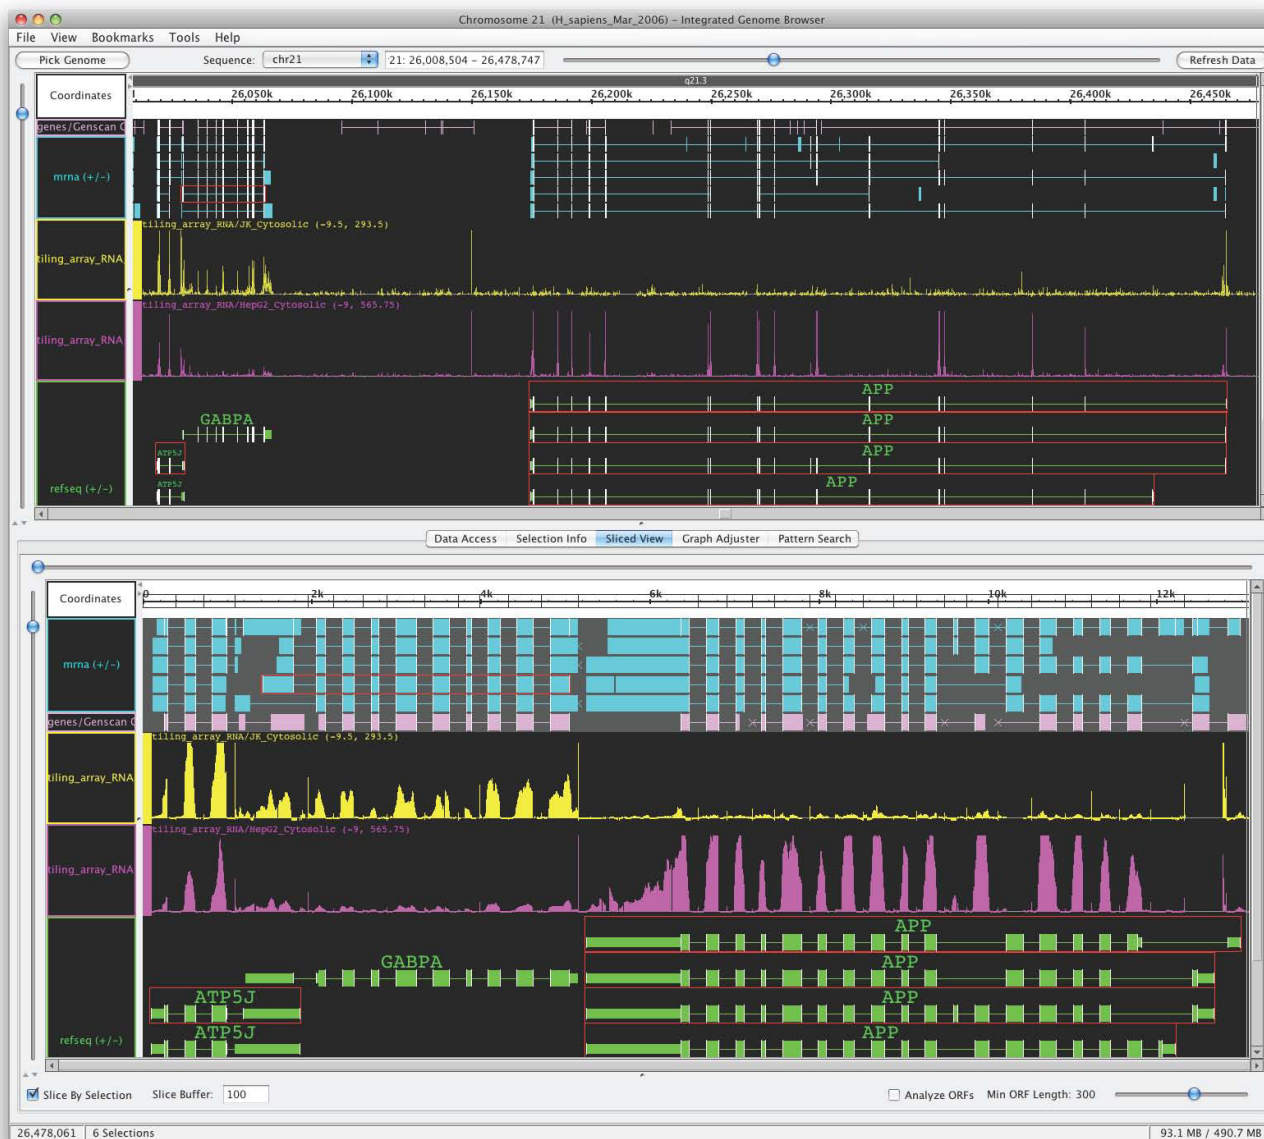 Chromosome 21 (H_sapiens_Mar_2006) - Integrated Genome Browser
File View Bookmarks Tools Help
Pick Genome Sequence: chr21 21: 26,008,504 - 26,478,747 Refresh Data
q21.3
Coordinates
26,050k 26,100k 26,150k 26,200k 26,250k 26,300k 26,350k 26,400k 26,450k
genes/Genscan
mrna (+/-)
tiling_array_RNA/JK_Cytosolic (-9.5, 293.5)
tiling_array_RNA
tiling_array_RNA/HepG2_Cytosolic (-9, 565.75)
tiling_array_RNA
APP
GABPA APP
ATP5J APP
ATP5J APP
refseq (+/-)
Data Access Selection Info Sliced View Graph Adjuster Pattern Search
Coordinates 0 2k 4k 6k 8k 10k 12k
mrna (+/-)
genes/Genscan
tiling_array_RNA/JK_Cytosolic (-9.5, 293.5)
tiling_array_RNA
tiling_array_RNA/HepG2_Cytosolic (-9, 565.75)
tiling_array_RNA
APP
GABPA APP
ATP5J APP
ATP5J APP
refseq (+/-)
Slice By Selection Slice Buffer: 100 Analyze ORFs Min ORF Length: 300
26,478,061 6 Selections 93.1 MB / 490.7 MB